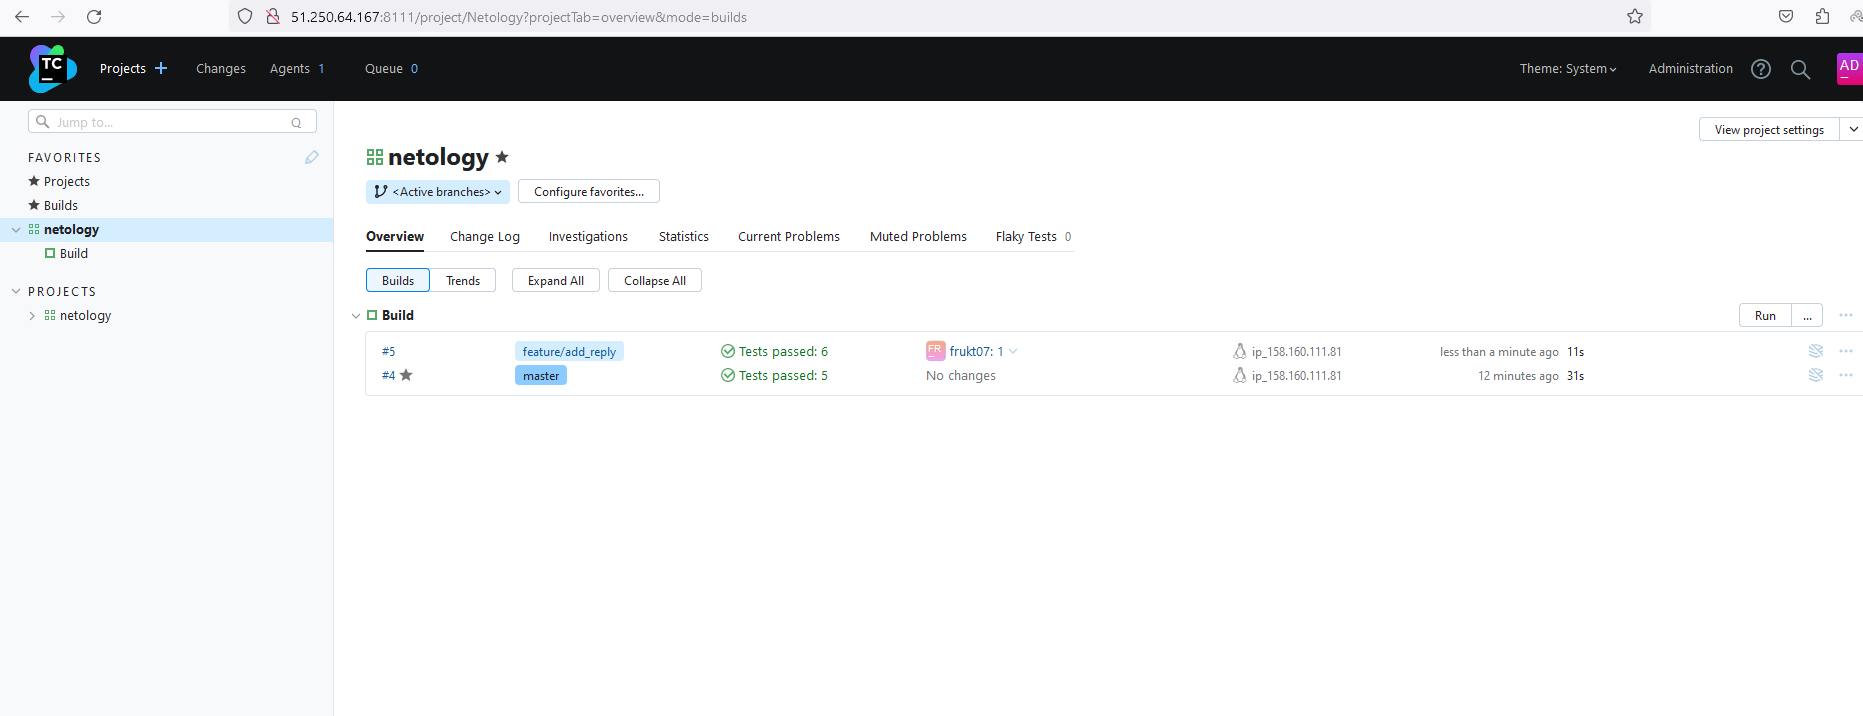 51.250.64.167:8111/project/Netology?projectTab=overview&mode=builds
TC Projects Changes Agents 1 Queue 0 Theme: System Administration AD
Jump to... Q
View project settings
FAVORITES
Projects
Builds
netology
Build
PROJECTS
netology
netology
<Active branches> Configure favorites...
Overview Change Log Investigations Statistics Current Problems Muted Problems Flaky Tests 0
Builds Trends Expand All Collapse All
Build Run ...
#5 feature/add_reply Tests passed: 6 FR frukt07: 1 ip_158.160.111.81 less than a minute ago 11s
#4 master Tests passed: 5 No changes ip_158.160.111.81 12 minutes ago 31s